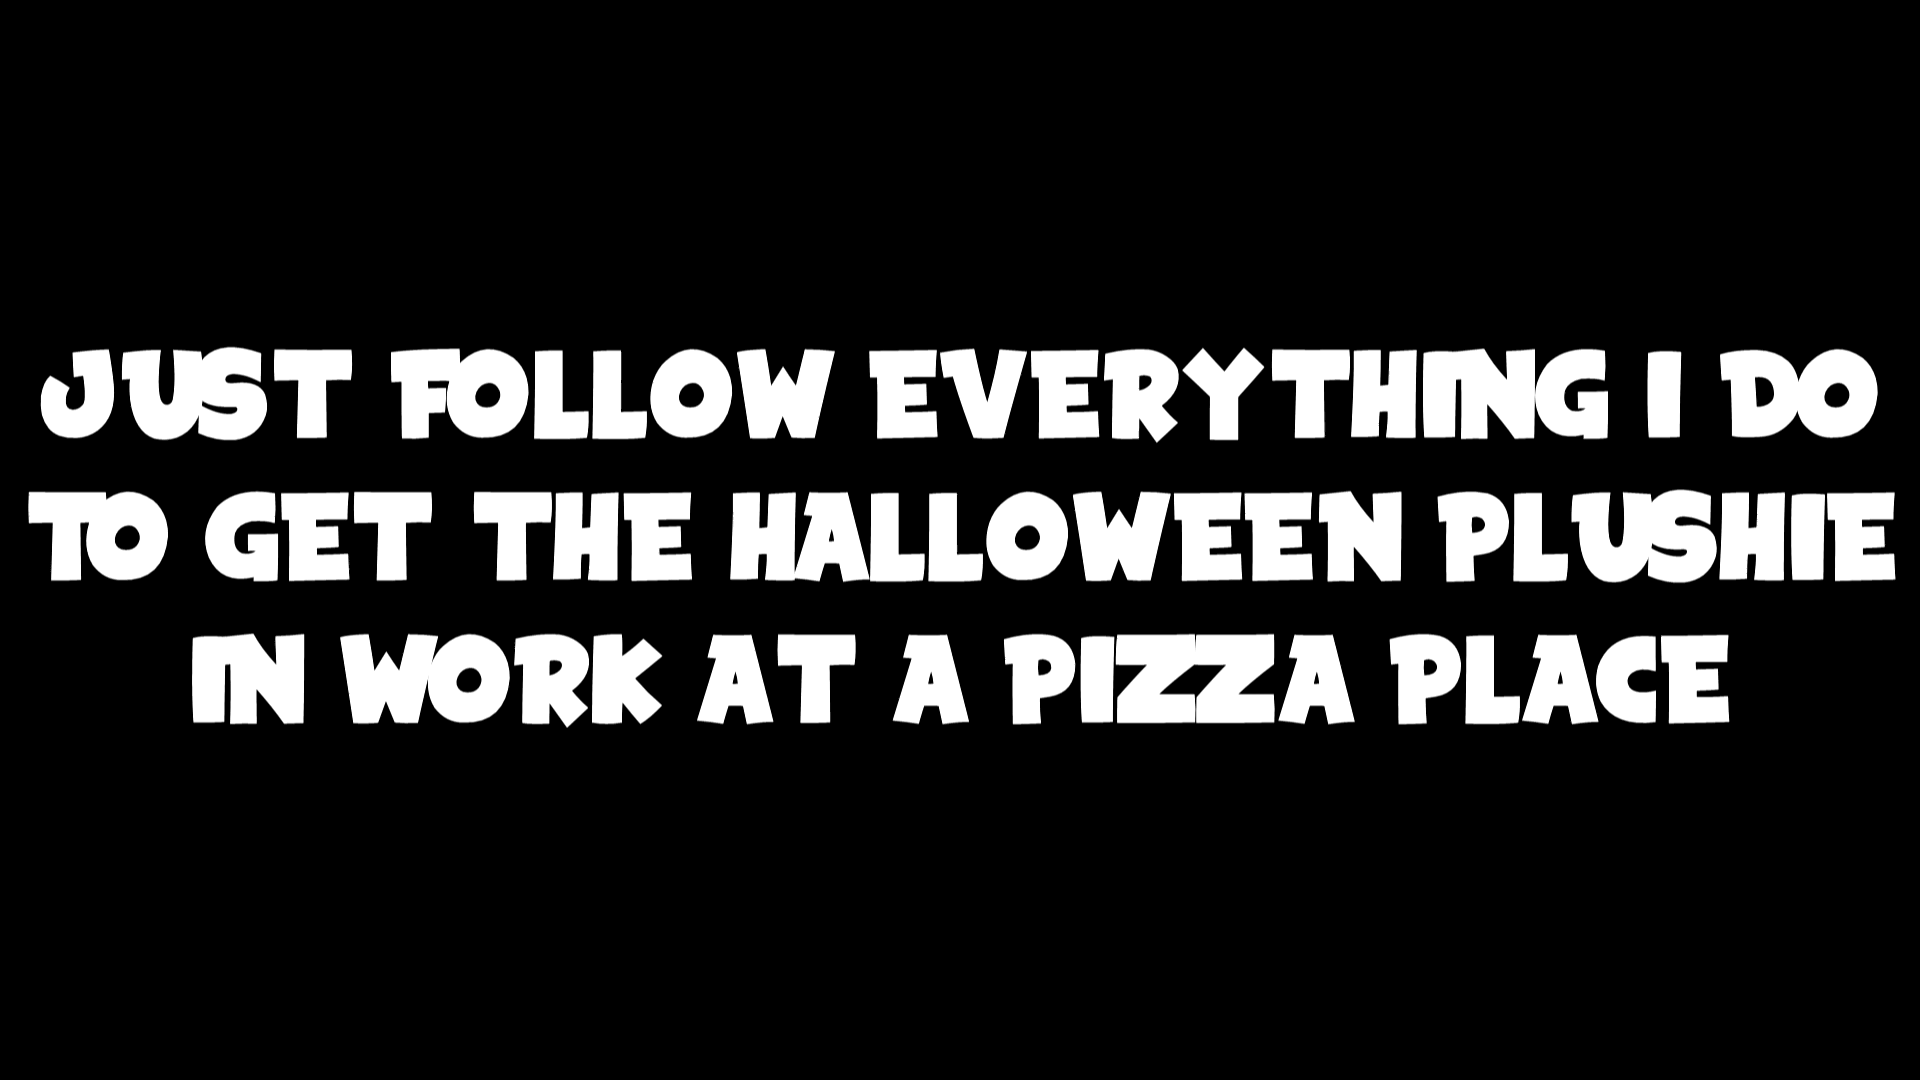 JUST FOLLOW EVERYTHING I DO
TO GET THE HALLOWEEN PLUSHIE
IN WORK AT A PIZZA PLACE